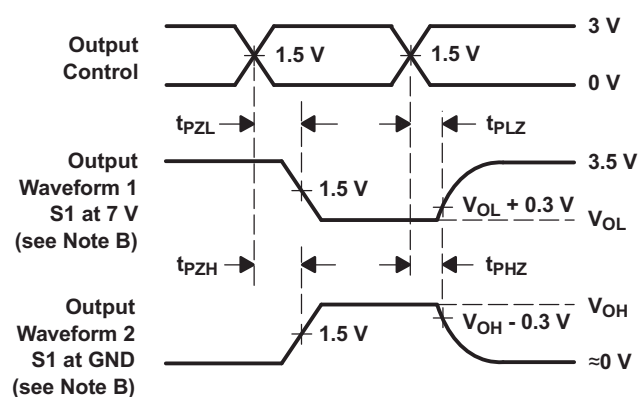 3 V
Output
Control
1.5 V
1.5 V
0 V
tPZL
tPLZ
Output
Waveform 1
S1 at 7 V
(see Note B)
3.5 V
1.5 V
VOL + 0.3 V
VOL
tPZH
tPHZ
Output
Waveform 2
S1 at GND
(see Note B)
VOH
1.5 V
VOH - 0.3 V
≈0 V